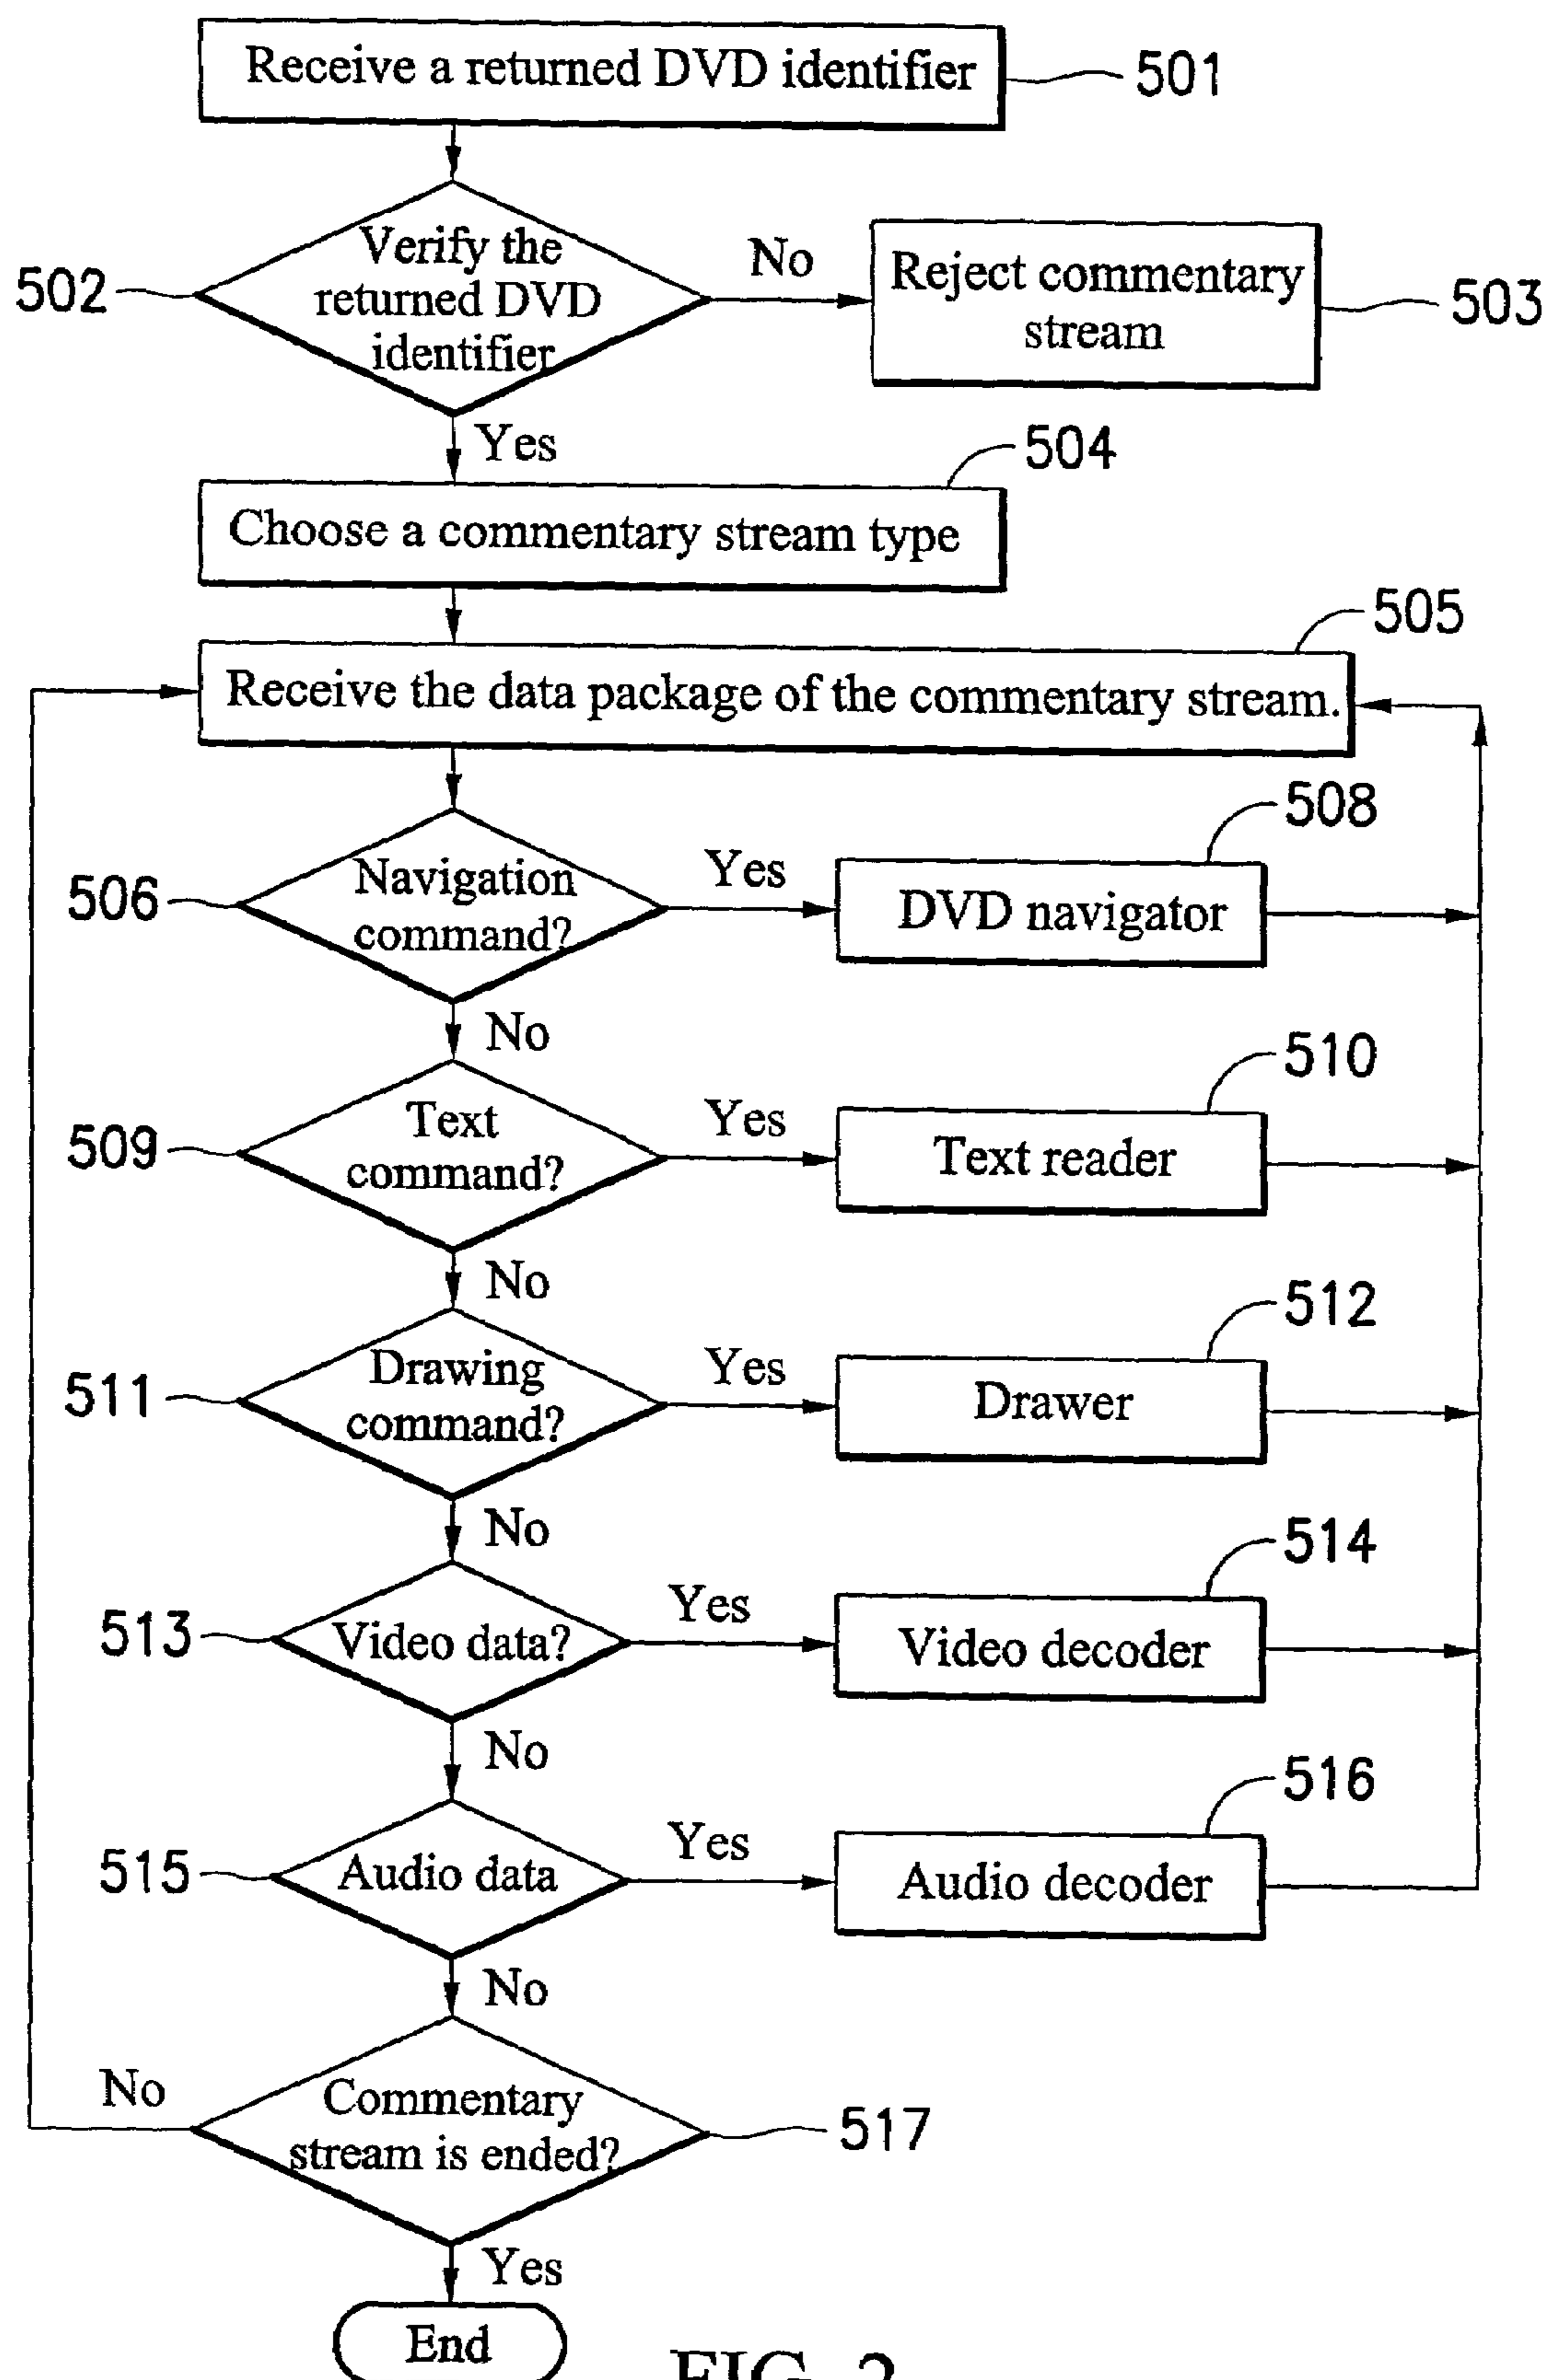 Receive a returned DVD identifier
501
Verify the
returned DVD
identifier
502
No
Reject commentary
stream
503
Yes
504
Choose a commentary stream type
505
Receive the data package of the commentary stream.
506
Navigation
command?
Yes
508
DVD navigator
No
509
Text
command?
Yes
510
Text reader
No
511
Drawing
command?
Yes
512
Drawer
No
513
Video data?
Yes
514
Video decoder
No
515
Audio data
Yes
516
Audio decoder
No
No
Commentary
stream is ended?
517
Yes
End
FIG. 2